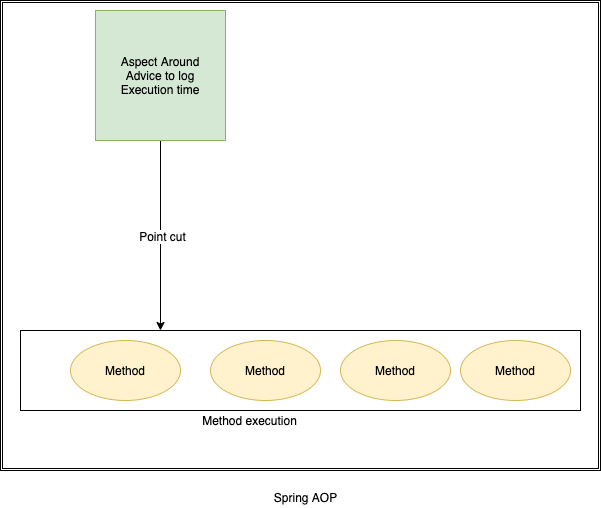 Aspect Around
Advice to log
Execution time
Point cut
Method
Method
Method
Method
Method execution
Spring AOP